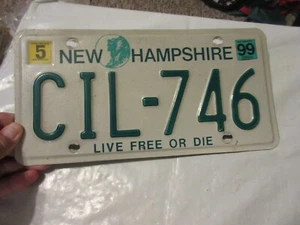 5 NEW HAMPSHIRE 99
CIL-746
LIVE FREE OR DIE